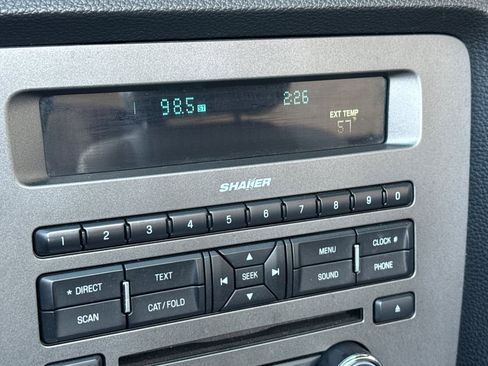 98.5 ST 2:26
EXT TEMP
57°
SHAKER
1 2 3 4 5 6 7 8 9 0
* DIRECT TEXT SEEK MENU CLOCK #
SCAN CAT/FOLD SOUND PHONE